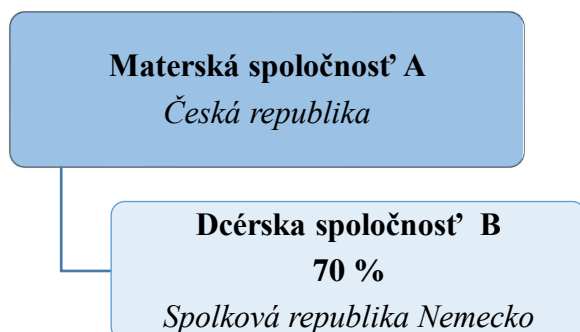 Materská spoločnosť A
Česká republika
Dcérska spoločnosť B
70 %
Spolková republika Nemecko